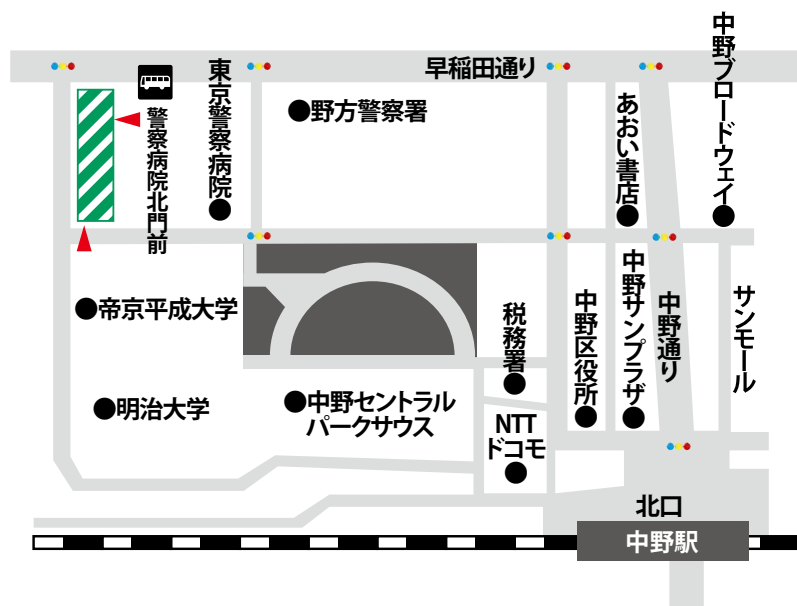 早稲田通り
中野ブロードウェイ
東京警察病院
警察病院北門前
●野方警察署
あおい書店
●帝京平成大学
税務署
中野区役所
中野サンプラザ
中野通り
サンモール
●明治大学
●中野セントラル
パークサウス
NTT
ドコモ
北口
中野駅